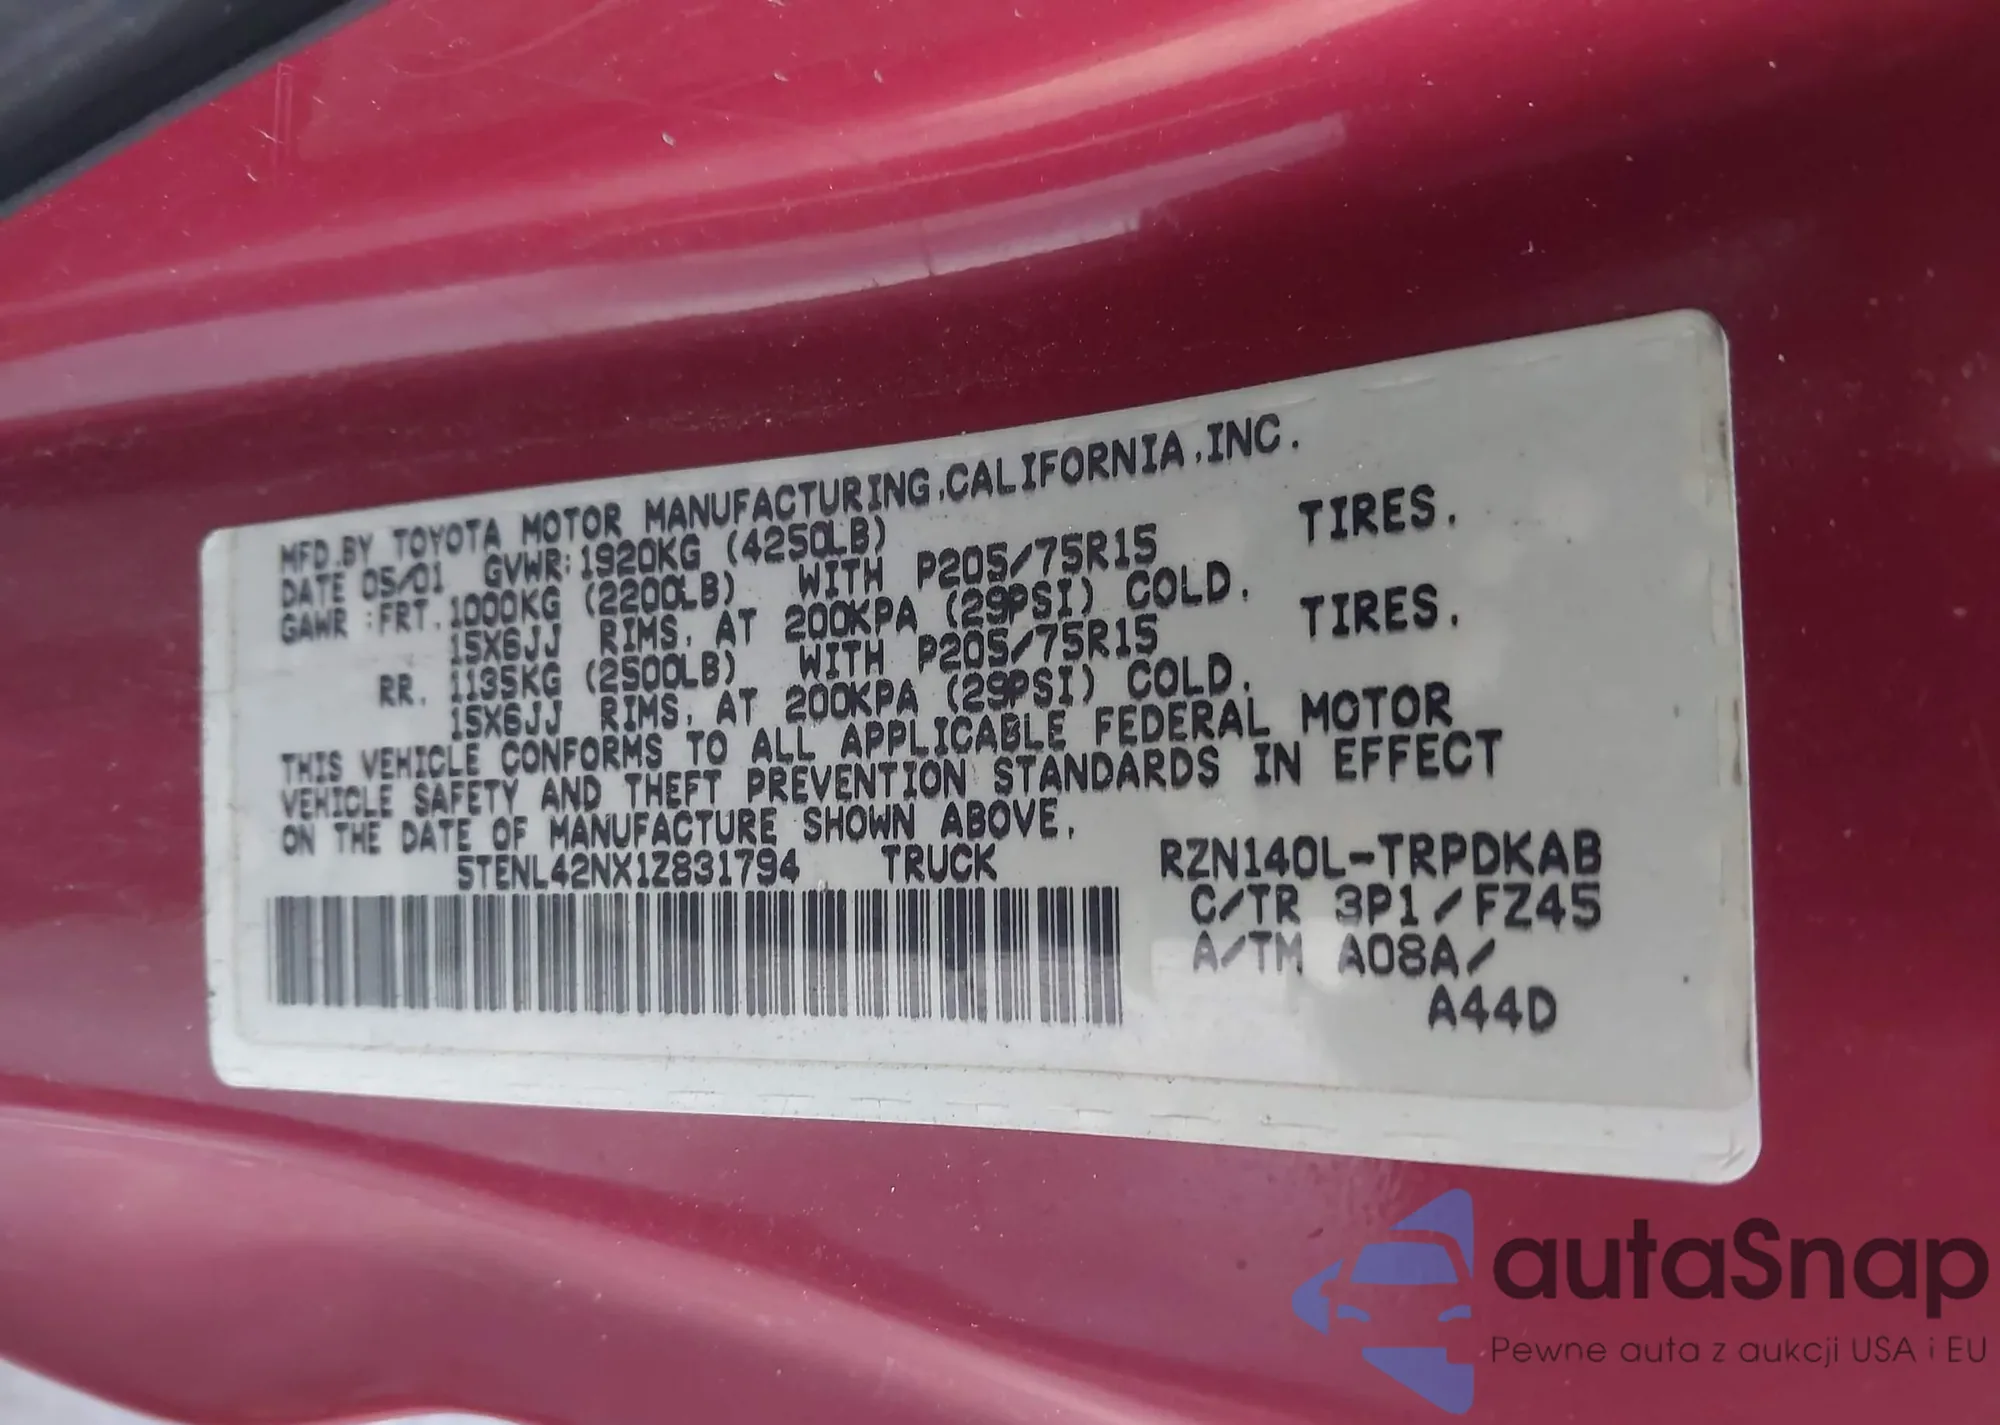 MFD.BY TOYOTA MOTOR MANUFACTURING,CALIFORNIA,INC.
DATE 05/01 GVWR:1920KG (4250LB)
GAWR:FRT. 1000KG (2200LB) WITH P205/75R15 TIRES.
15X6JJ RIMS, AT 200KPA (29PSI) COLD.
RR. 1135KG (2500LB) WITH P205/75R15 TIRES.
15X6JJ RIMS, AT 200KPA (29PSI) COLD.
THIS VEHICLE CONFORMS TO ALL APPLICABLE FEDERAL MOTOR
VEHICLE SAFETY AND THEFT PREVENTION STANDARDS IN EFFECT
ON THE DATE OF MANUFACTURE SHOWN ABOVE.
5TENL42NX1Z831794 TRUCK RZN140L-TRPDKAB
C/TR 3P1/FZ45
A/TM A08A/
A44D
autaSnap
Pewne auta z aukcji USA i EU